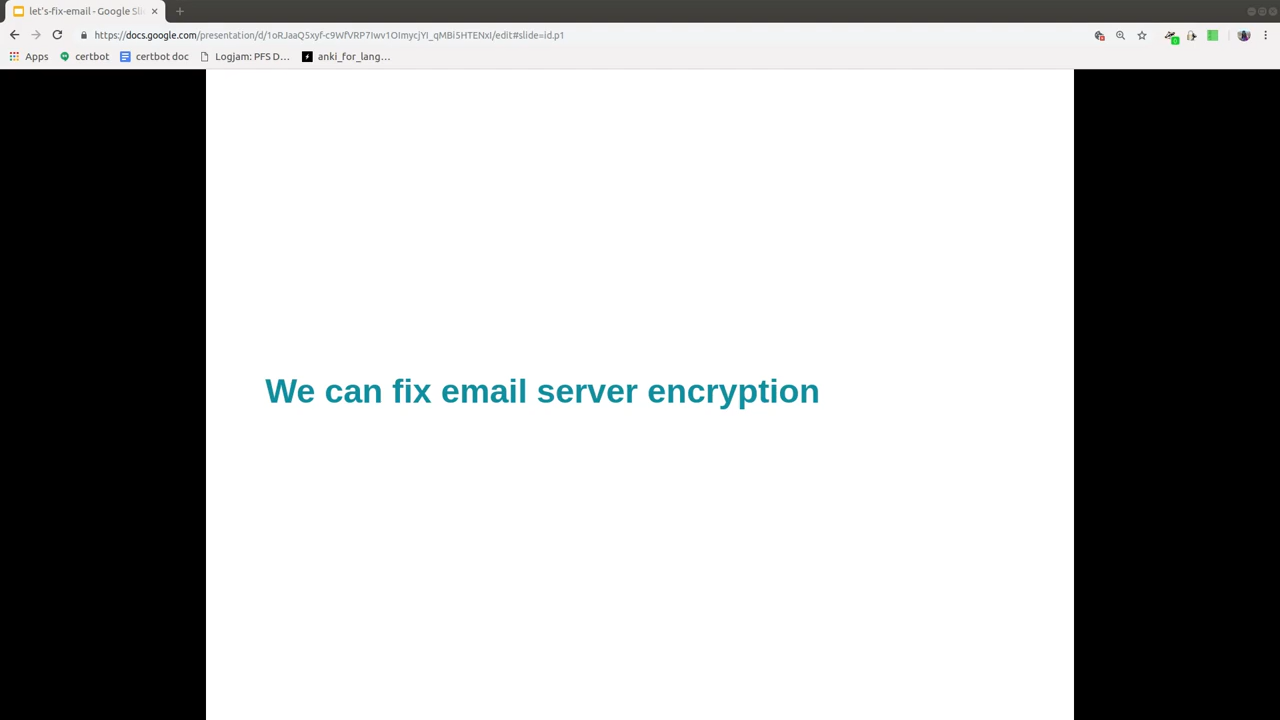 let's-fix-email - Google Sli
https://docs.google.com/presentation/d/1oRJaaQ5xyf-c9WfVRP7Iwv1OImycjYI_qMBi5HTENxI/edit#slide=id.p1
Apps certbot certbot doc Logjam: PFS D… anki_for_lang…
We can fix email server encryption